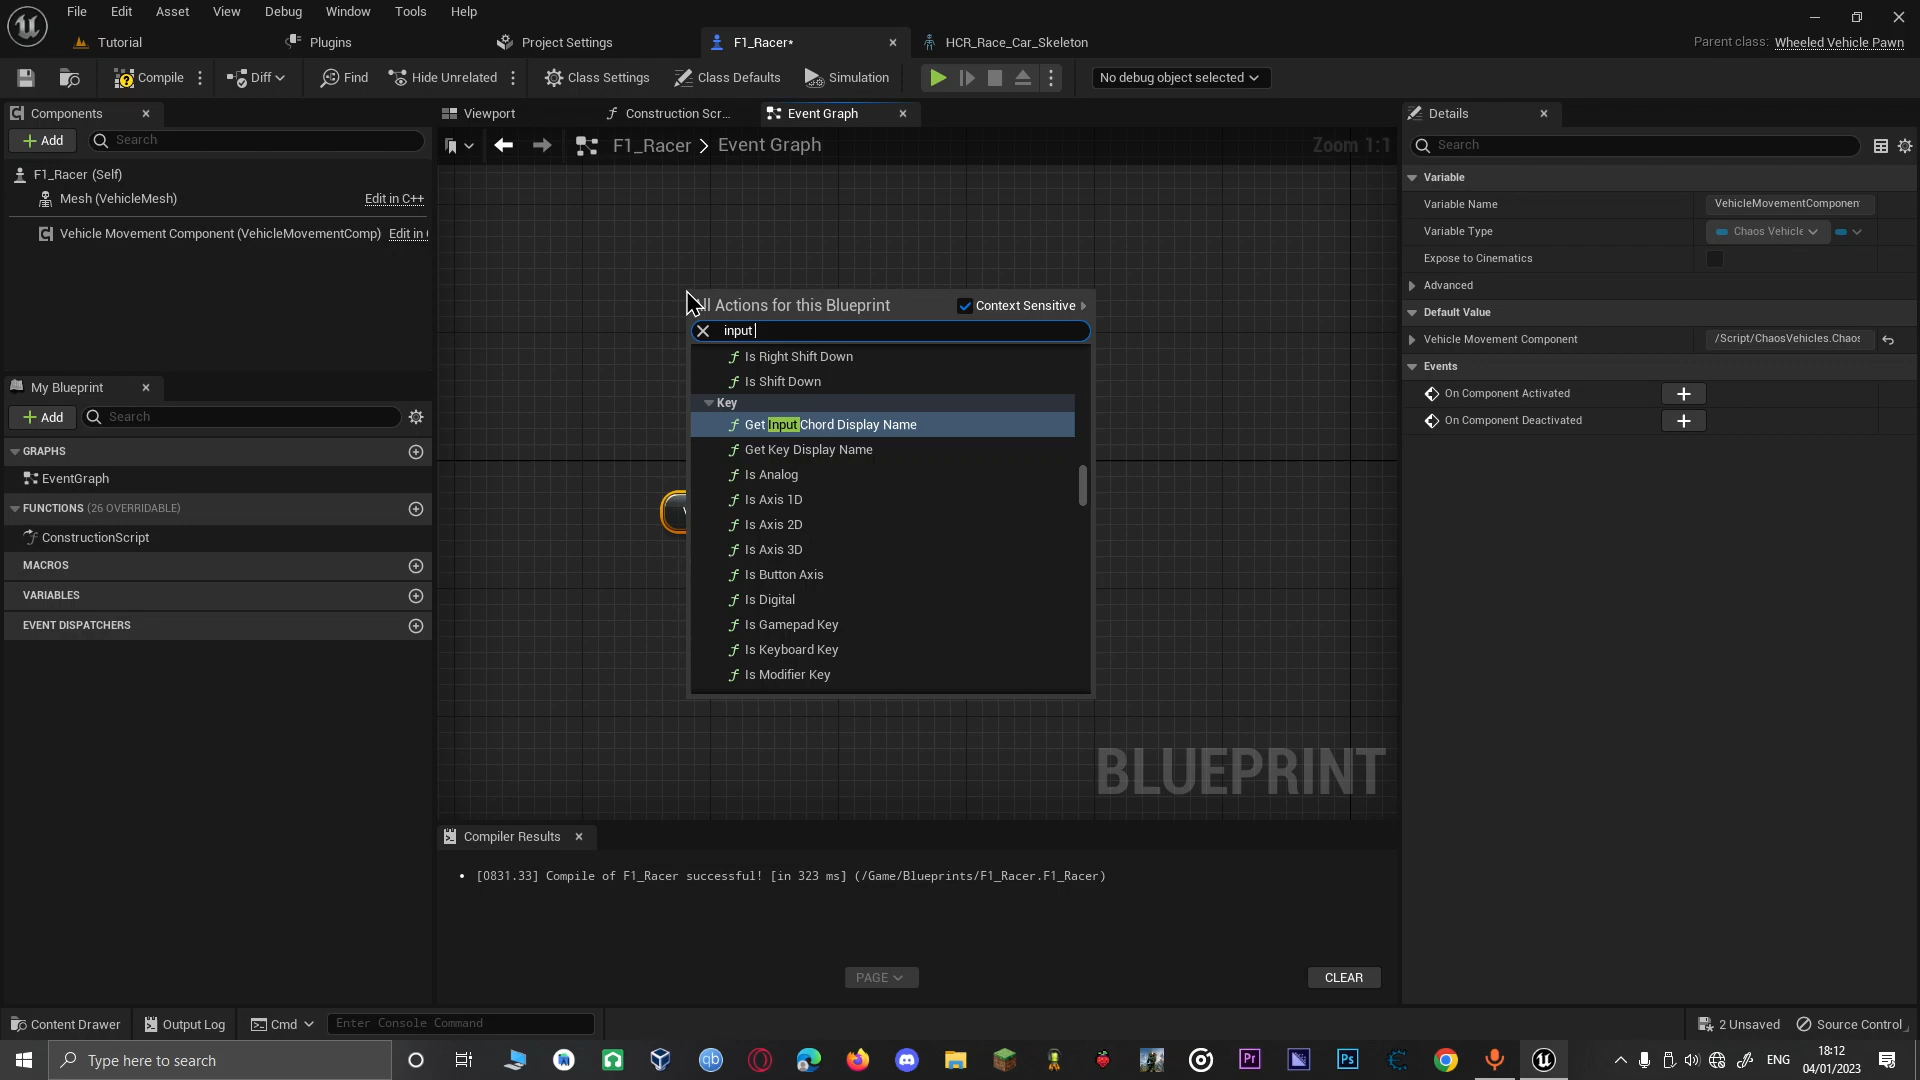 File Edit Asset View Debug Window Tools Help
Tutorial Plugins Project Settings F1_Racer* HCR_Race_Car_Skeleton
Parent class: Wheeled Vehicle Pawn
Compile Diff Find Hide Unrelated Class Settings Class Defaults Simulation No debug object selected
Components
Add Search
F1_Racer (Self)
Mesh (VehicleMesh) Edit in C++
Vehicle Movement Component (VehicleMovementComp) Edit in
My Blueprint
Add Search
GRAPHS
EventGraph
FUNCTIONS (26 OVERRIDABLE)
ConstructionScript
MACROS
VARIABLES
EVENT DISPATCHERS
Viewport Construction Scr... Event Graph
F1_Racer > Event Graph Zoom 1:1
All Actions for this Blueprint Context Sensitive
input
Is Right Shift Down
Is Shift Down
Key
Get Input Chord Display Name
Get Key Display Name
Is Analog
Is Axis 1D
Is Axis 2D
Is Axis 3D
Is Button Axis
Is Digital
Is Gamepad Key
Is Keyboard Key
Is Modifier Key
BLUEPRINT
Compiler Results
• [0831.33] Compile of F1_Racer successful! [in 323 ms] (/Game/Blueprints/F1_Racer.F1_Racer)
PAGE CLEAR
Details
Search
Variable
Variable Name VehicleMovementComponen
Variable Type Chaos Vehicle
Expose to Cinematics
Advanced
Default Value
Vehicle Movement Component /Script/ChaosVehicles.Chaos
Events
On Component Activated
On Component Deactivated
Content Drawer Output Log Cmd Enter Console Command 2 Unsaved Source Control
Type here to search ENG 18:12
04/01/2023